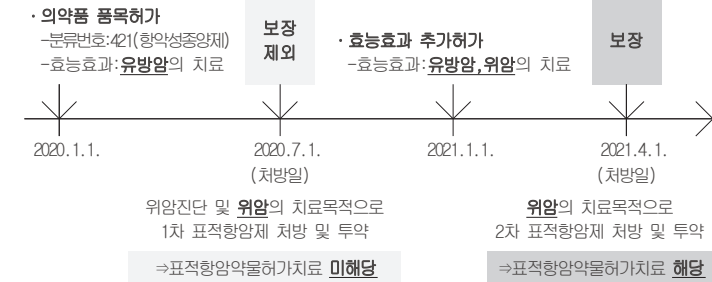 · 의약품 품목허가
-분류번호:421(항악성종양제)
-효능효과:유방암의 치료
보장
제외
· 효능효과 추가허가
-효능효과:유방암,위암의 치료
보장
2020.1.1.
2020.7.1.
(처방일)
2021.1.1.
2021.4.1.
(처방일)
위암진단 및 위암의 치료목적으로
1차 표적항암제 처방 및 투약
⇒표적항암약물허가치료 미해당
위암의 치료목적으로
2차 표적항암제 처방 및 투약
⇒표적항암약물허가치료 해당